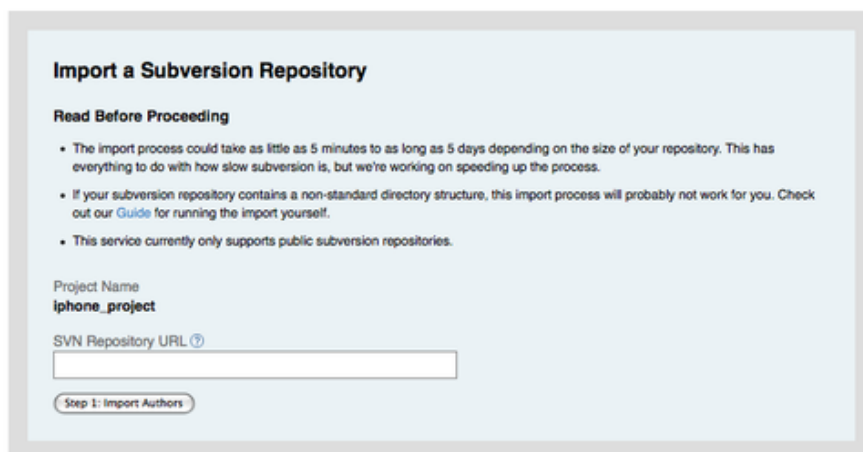 Import a Subversion Repository
Read Before Proceeding
• The import process could take as little as 5 minutes to as long as 5 days depending on the size of your repository. This has
everything to do with how slow subversion is, but we're working on speeding up the process.
• If your subversion repository contains a non-standard directory structure, this import process will probably not work for you. Check
out our Guide for running the import yourself.
• This service currently only supports public subversion repositories.
Project Name
iphone_project
SVN Repository URL ?
Step 1: Import Authors